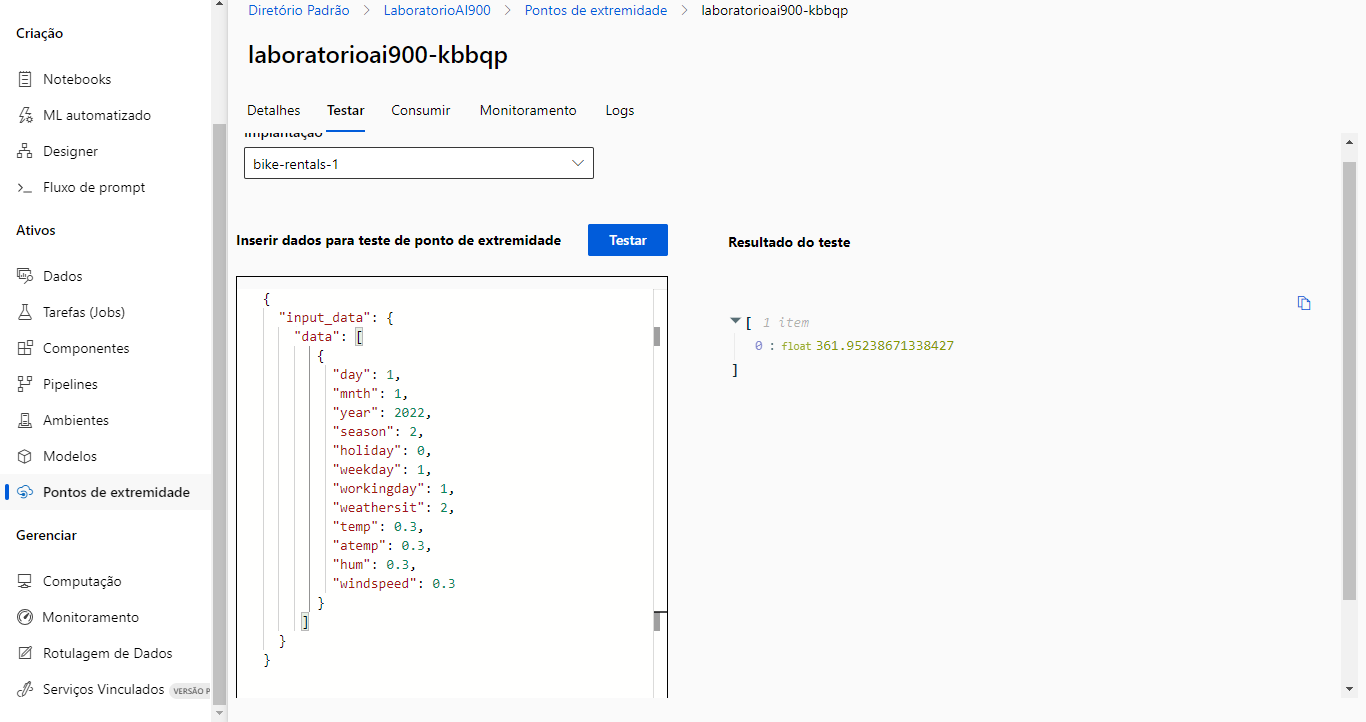 Criação
Notebooks
ML automatizado
Designer
Fluxo de prompt
Ativos
Dados
Tarefas (Jobs)
Componentes
Pipelines
Ambientes
Modelos
Pontos de extremidade
Gerenciar
Computação
Monitoramento
Rotulagem de Dados
Serviços Vinculados VERSÃO P
Diretório Padrão > LaboratorioAI900 > Pontos de extremidade > laboratorioai900-kbbqp
laboratorioai900-kbbqp
Detalhes Testar Consumir Monitoramento Logs
Implantação
bike-rentals-1
Inserir dados para teste de ponto de extremidade Testar
{
"input_data": {
"data": [
{
"day": 1,
"mnth": 1,
"year": 2022,
"season": 2,
"holiday": 0,
"weekday": 1,
"workingday": 1,
"weathersit": 2,
"temp": 0.3,
"atemp": 0.3,
"hum": 0.3,
"windspeed": 0.3
}
]
}
}
Resultado do teste
[ 1 item
0 : float 361.95238671338427
]